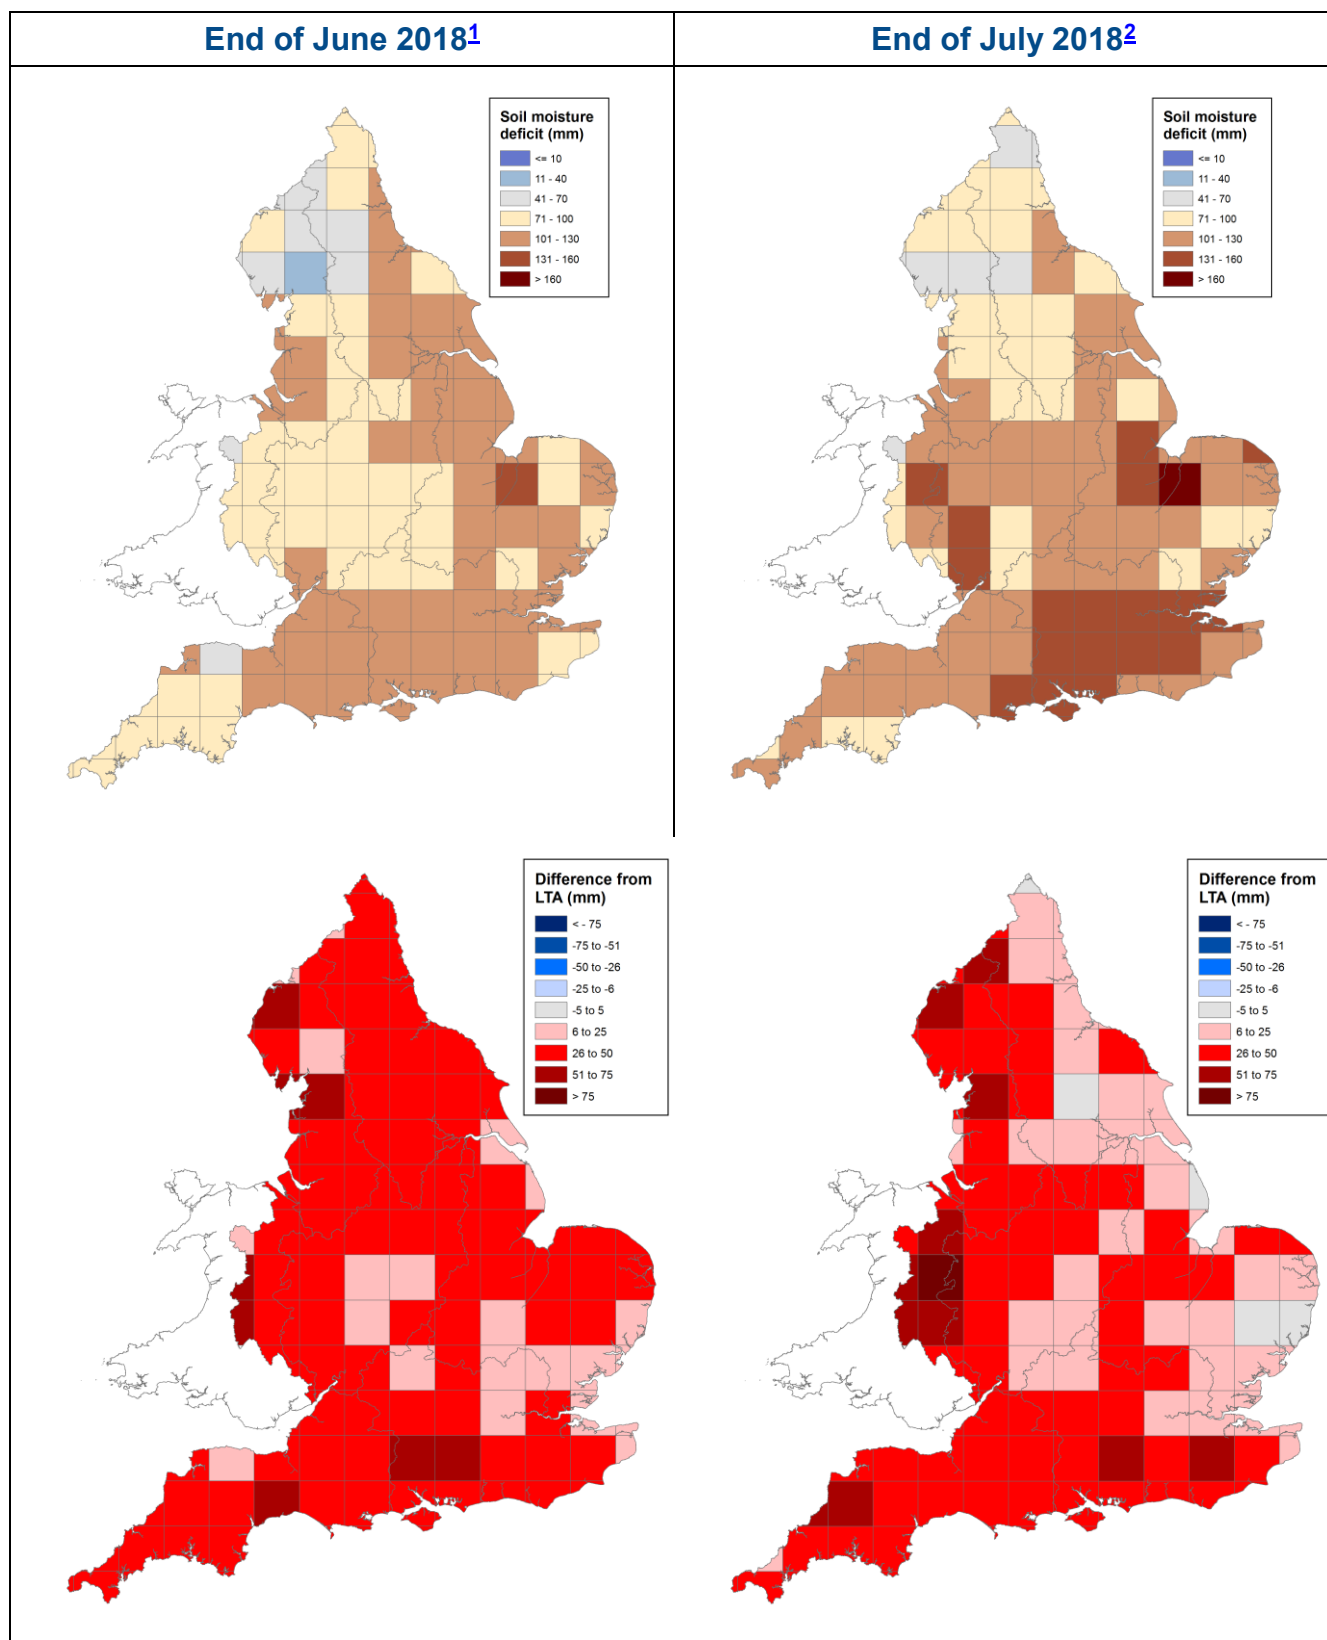 End of June 20181
End of July 20182
Soil moisture
deficit (mm)
<= 10
11 - 40
41 - 70
71 - 100
101 - 130
131 - 160
> 160
Soil moisture
deficit (mm)
<= 10
11 - 40
41 - 70
71 - 100
101 - 130
131 - 160
> 160
Difference from
LTA (mm)
< - 75
-75 to -51
-50 to -26
-25 to -6
-5 to 5
6 to 25
26 to 50
51 to 75
> 75
Difference from
LTA (mm)
< - 75
-75 to -51
-50 to -26
-25 to -6
-5 to 5
6 to 25
26 to 50
51 to 75
> 75